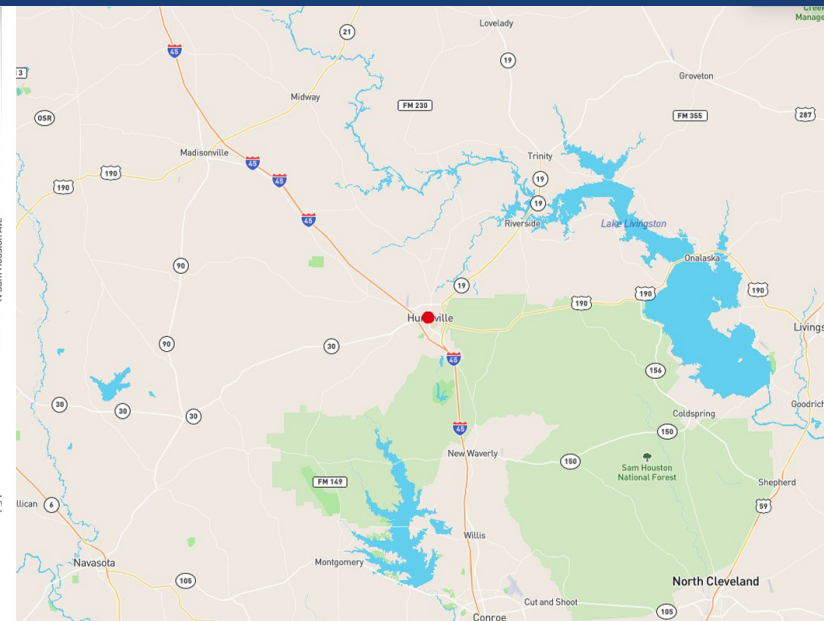 Creek
Manage
21
Lovelady
45
19
Groveton
3
Midway
FM 230
FM 355
287
OSR
Madisonville
45
Trinity
190
45
19
190
19
45
Riverside
Lake Livingston
Onalaska
90
19
190
190
190
Livings
Hu ville
90
30
45
156
30
30
30
Goodrich
Coldspring
45
150
New Waverly
150
Sam Houston
National Forest
FM 149
Shepherd
llican
6
59
Willis
Navasota
Montgomery
105
North Cleveland
Cut and Shoot
105
Conroe